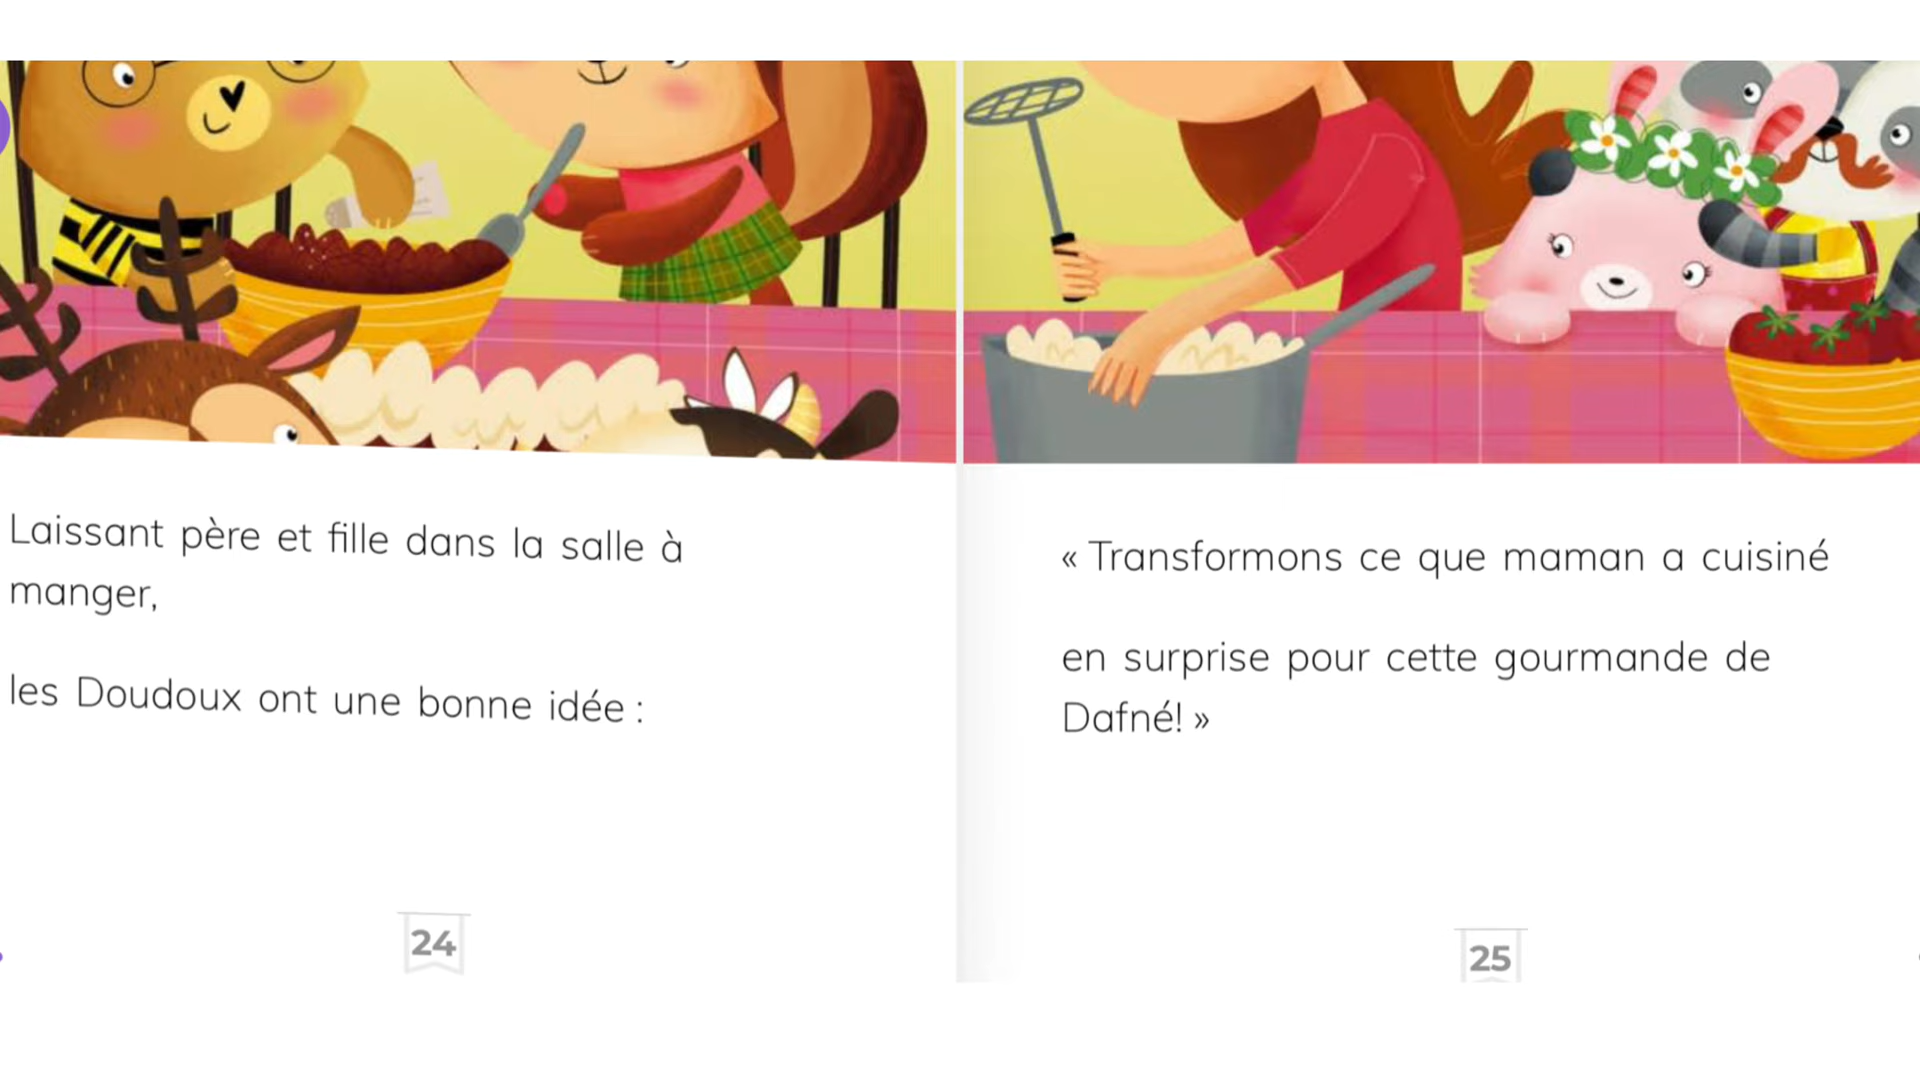 Laissant père et fille dans la salle à
manger,
les Doudoux ont une bonne idée :
24
« Transformons ce que maman a cuisiné
en surprise pour cette gourmande de
Dafné! »
25